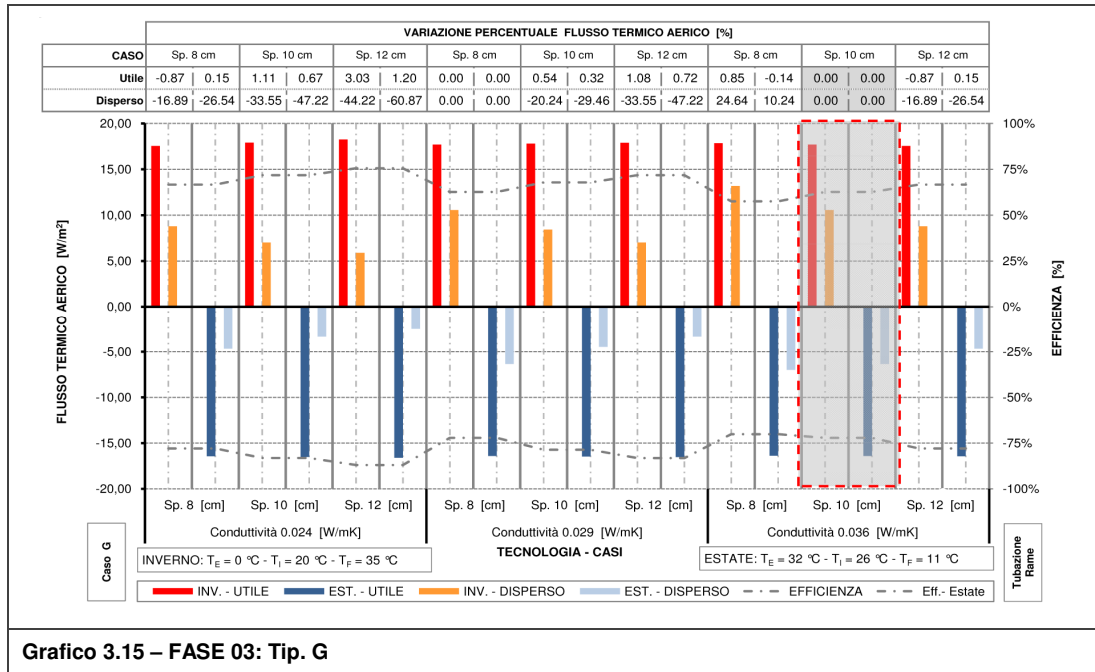 VARIAZIONE PERCENTUALE FLUSSO TERMICO AERICO [%]
CASO Sp. 8 cm Sp. 10 cm Sp. 12 cm Sp. 8 cm Sp. 10 cm Sp. 12 cm Sp. 8 cm Sp. 10 cm Sp. 12 cm
Utile -0.87 0.15 1.11 0.67 3.03 1.20 0.00 0.00 0.54 0.32 1.08 0.72 0.85 -0.14 0.00 0.00 -0.87 0.15
Disperso -16.89 -26.54 -33.55 -47.22 -44.22 -60.87 0.00 0.00 -20.24 -29.46 -33.55 -47.22 24.64 10.24 0.00 0.00 -16.89 -26.54
20,00 100%
15,00 75%
10,00 50%
5,00 25%
0,00 0%
-5,00 -25%
-10,00 -50%
-15,00 -75%
-20,00 -100%
FLUSSO TERMICO AERICO [W/m²]
EFFICIENZA [%]
Sp. 8 [cm] Sp. 10 [cm] Sp. 12 [cm] Sp. 8 [cm] Sp. 10 [cm] Sp. 12 [cm] Sp. 8 [cm] Sp. 10 [cm] Sp. 12 [cm]
Conduttività 0.024 [W/mK] Conduttività 0.029 [W/mK] Conduttività 0.036 [W/mK]
Caso G
INVERNO: TE = 0 °C - TI = 20 °C - TF = 35 °C
TECNOLOGIA - CASI
ESTATE: TE = 32 °C - TI = 26 °C - TF = 11 °C
Tubazione
Rame
INV. - UTILE EST. - UTILE INV. - DISPERSO EST. - DISPERSO EFFICIENZA Eff.- Estate
Grafico 3.15 – FASE 03: Tip. G